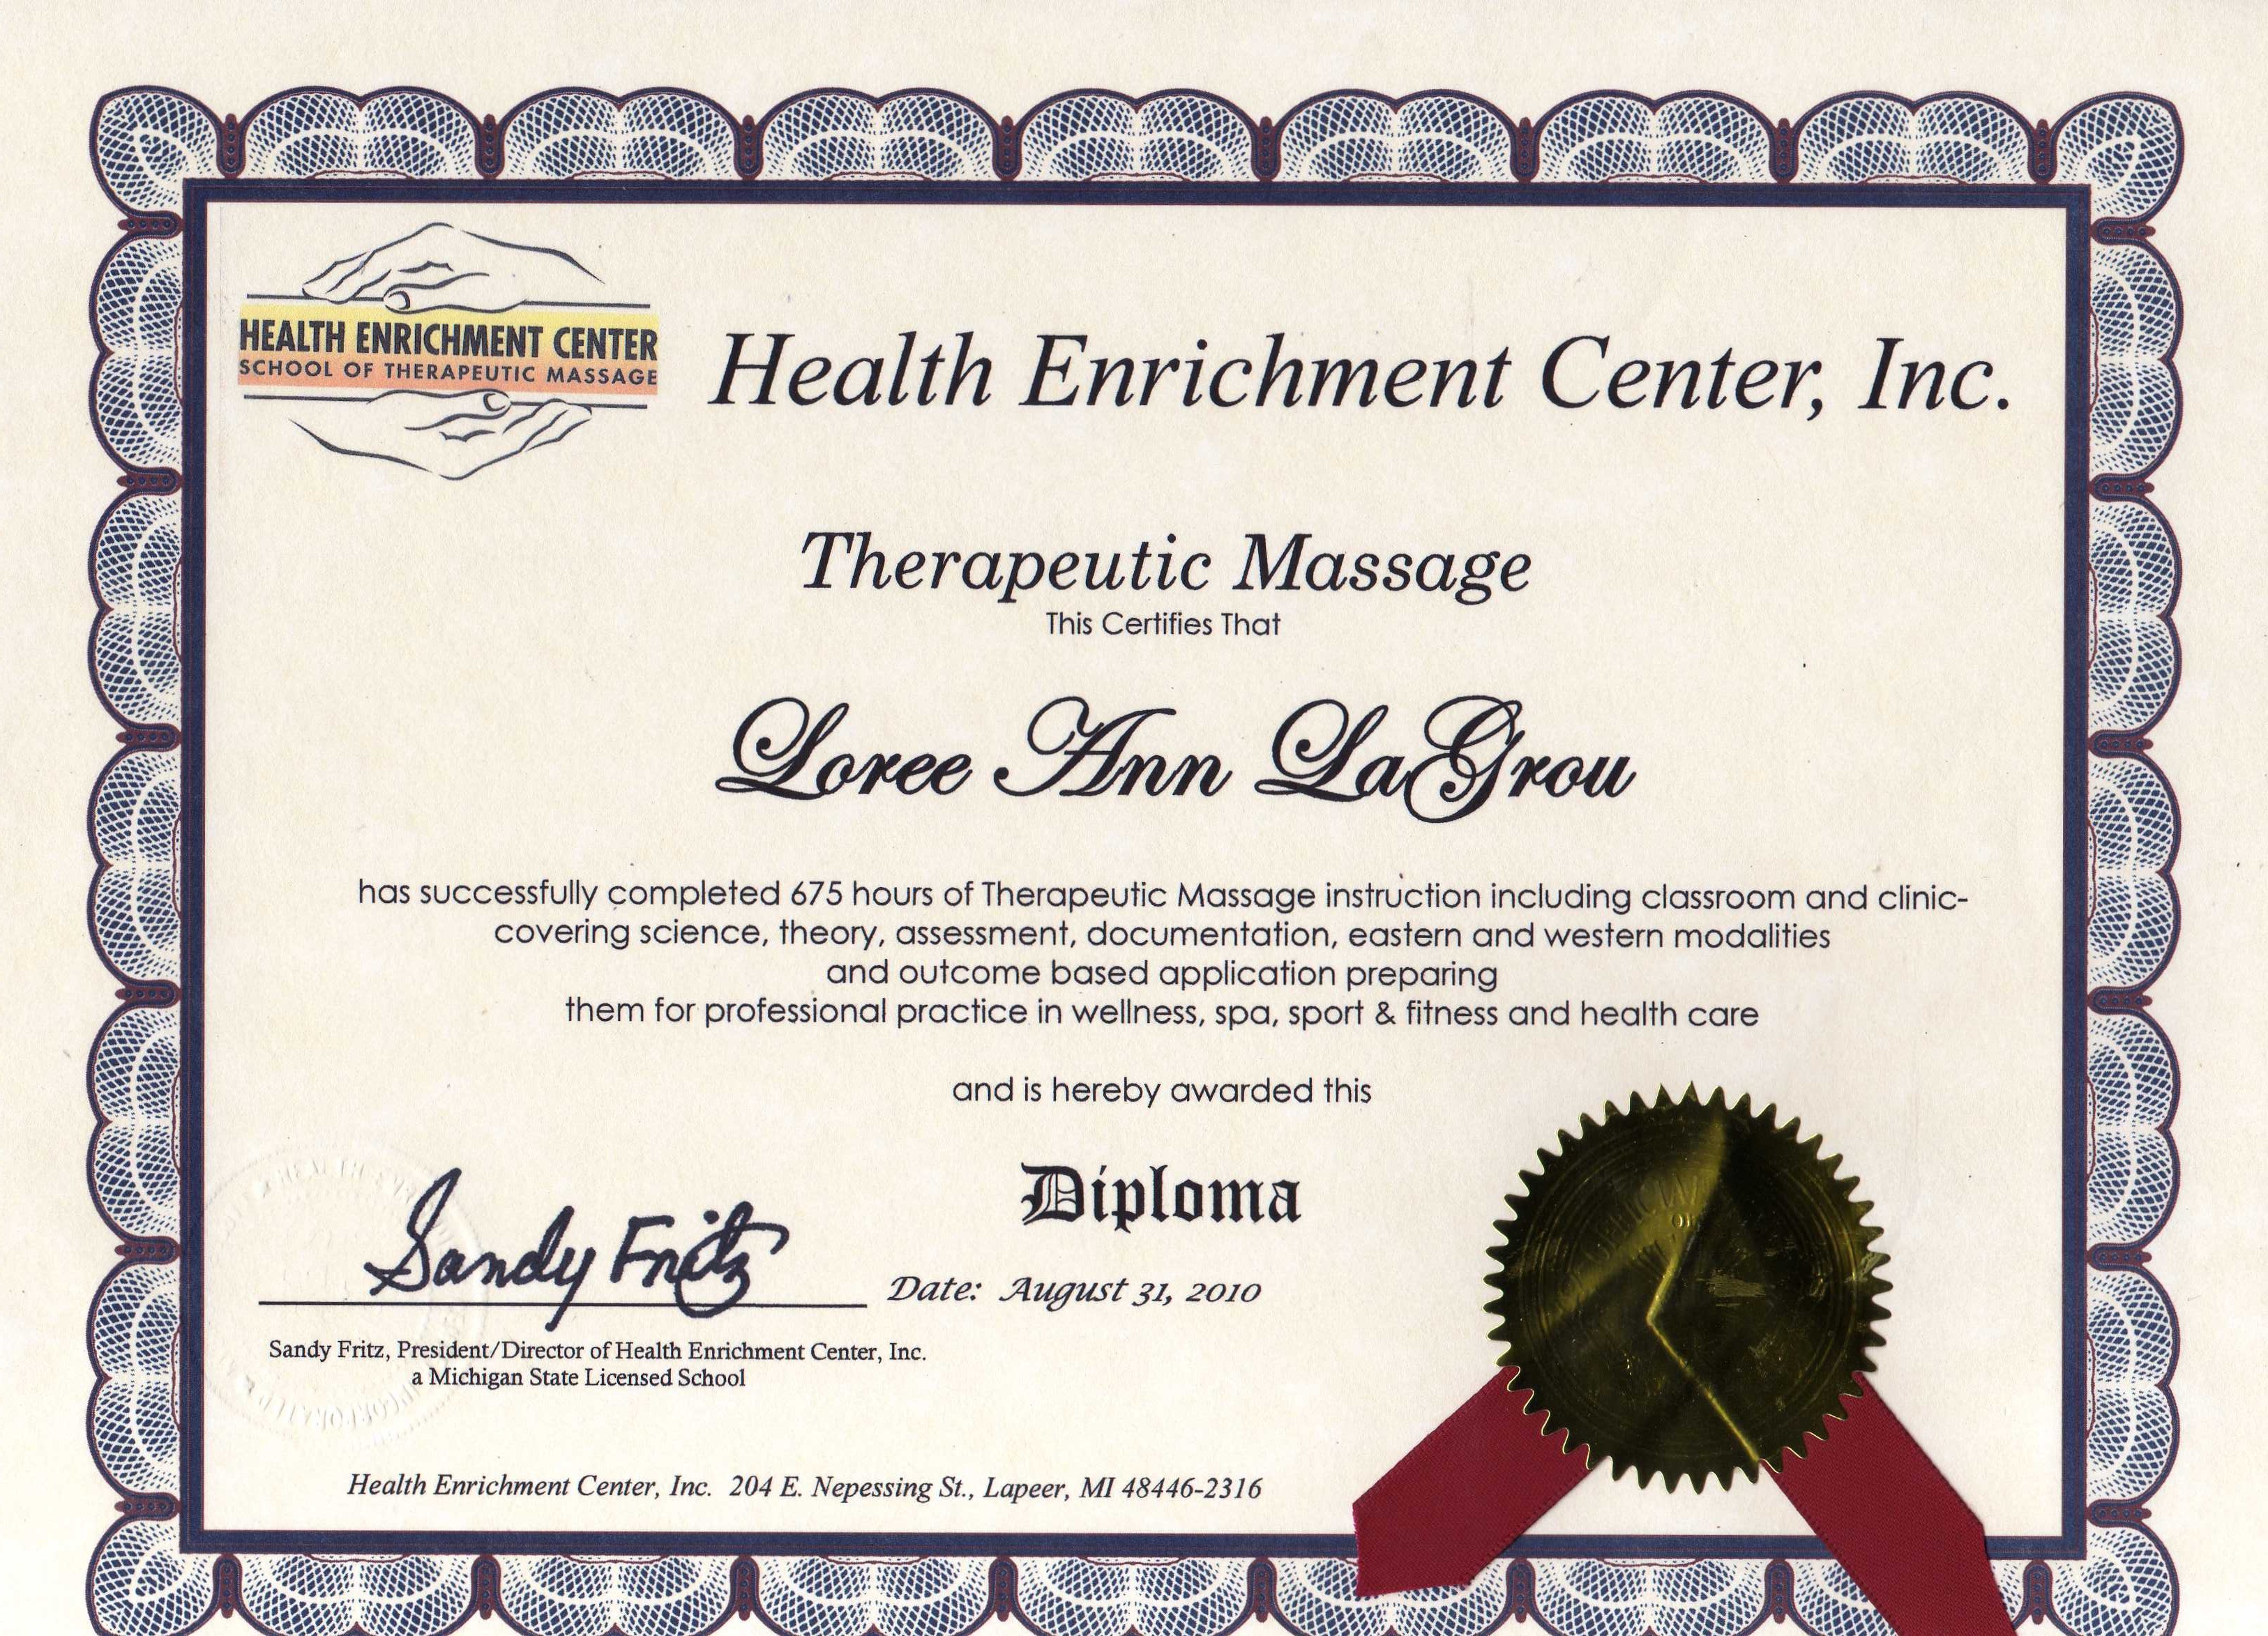 HEALTH ENRICHMENT CENTER
SCHOOL OF THERAPEUTIC MASSAGE
Health Enrichment Center, Inc.
Therapeutic Massage
This Certifies That
Loree Ann LaGrou
has successfully completed 675 hours of Therapeutic Massage instruction including classroom and clinic-
covering science, theory, assessment, documentation, eastern and western modalities
and outcome based application preparing
them for professional practice in wellness, spa, sport & fitness and health care
and is hereby awarded this
Diploma
Sandy Fritz
Date: August 31, 2010
Sandy Fritz, President/Director of Health Enrichment Center, Inc.
a Michigan State Licensed School
Health Enrichment Center, Inc. 204 E. Nepessing St., Lapeer, MI 48446-2316